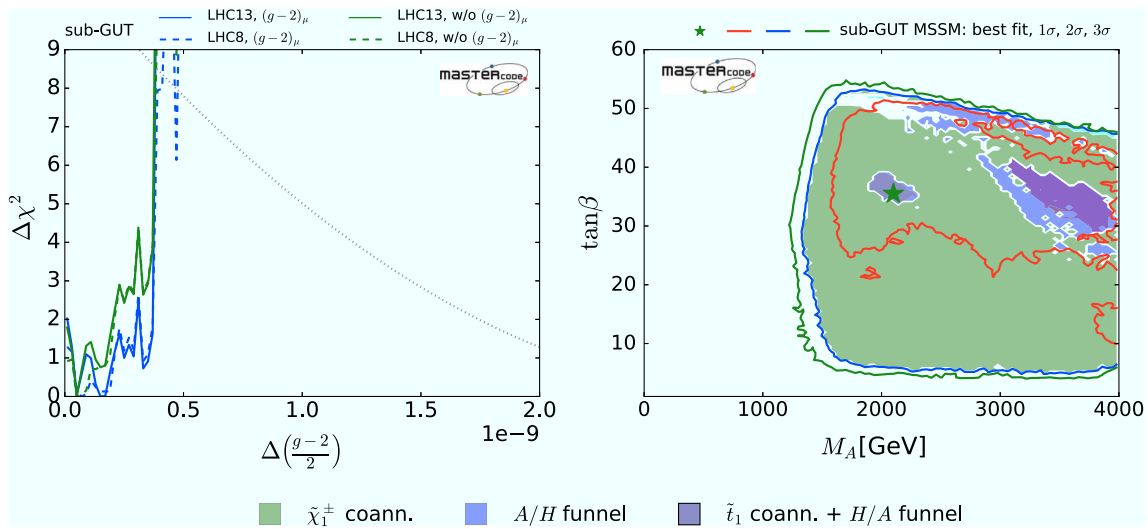 sub-GUT
LHC13, (g − 2)μ
LHC8, (g − 2)μ
LHC13, w/o (g − 2)μ
LHC8, w/o (g − 2)μ
MASTERCODE
Δχ²
9
8
7
6
5
4
3
2
1
0
0.0 0.5 1.0 1.5 2.0
1e−9
Δ((g−2)/2)
sub-GUT MSSM: best fit, 1σ, 2σ, 3σ
MASTERCODE
tanβ
60
50
40
30
20
10
0 1000 2000 3000 4000
M_A[GeV]
χ̃₁± coann.
A/H funnel
t̃₁ coann. + H/A funnel